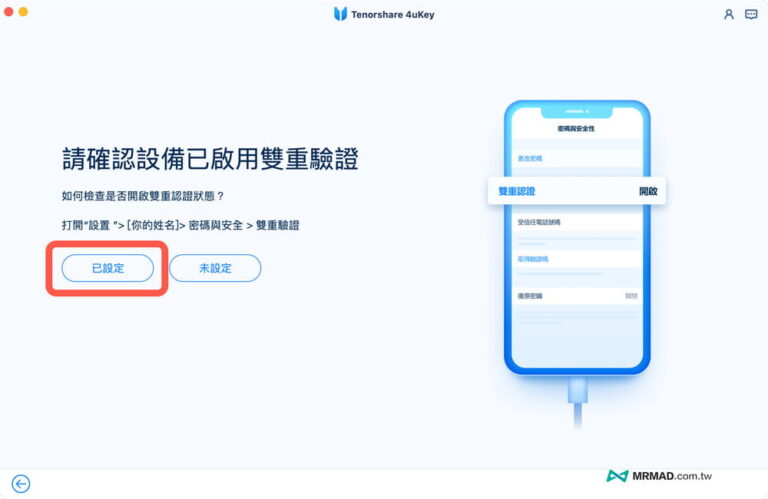 Tenorshare 4uKey
請確認設備已啟用雙重驗證
如何檢查是否開啟雙重認證狀態？
打開“設置 ”> [你的姓名]> 密碼與安全 > 雙重驗證
已設定
未設定
密碼與安全性
更改密碼
雙重認證 開啟
受信任電話號碼
取得驗證碼
復原密鑰 關閉
MRMAD.com.tw